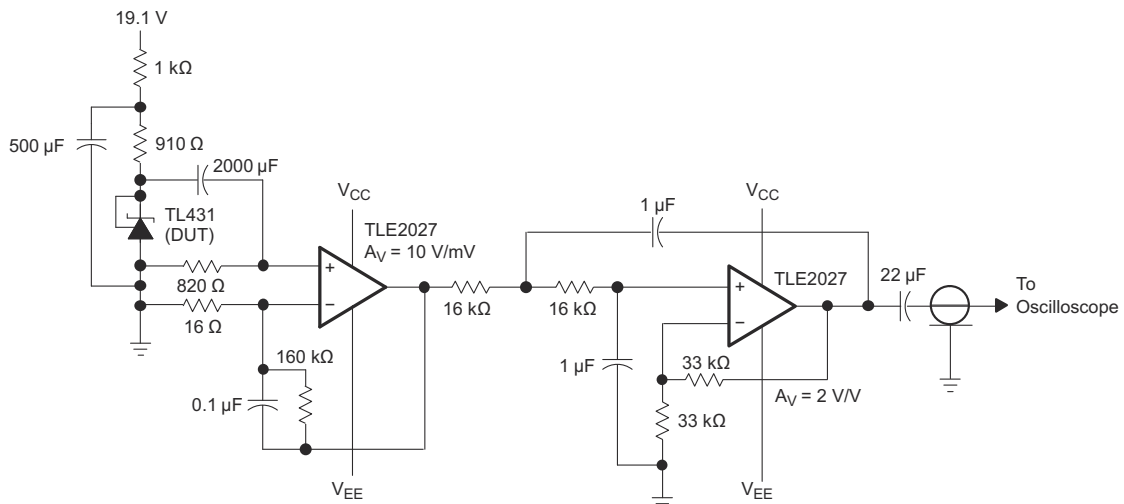 19.1 V
1 kΩ
500 µF
910 Ω
2000 µF
TL431
(DUT)
820 Ω
16 Ω
160 kΩ
0.1 µF
VCC
TLE2027
AV = 10 V/mV
+
−
VEE
16 kΩ
16 kΩ
1 µF
1 µF
VCC
TLE2027
+
−
33 kΩ
AV = 2 V/V
33 kΩ
VEE
22 µF
To
Oscilloscope